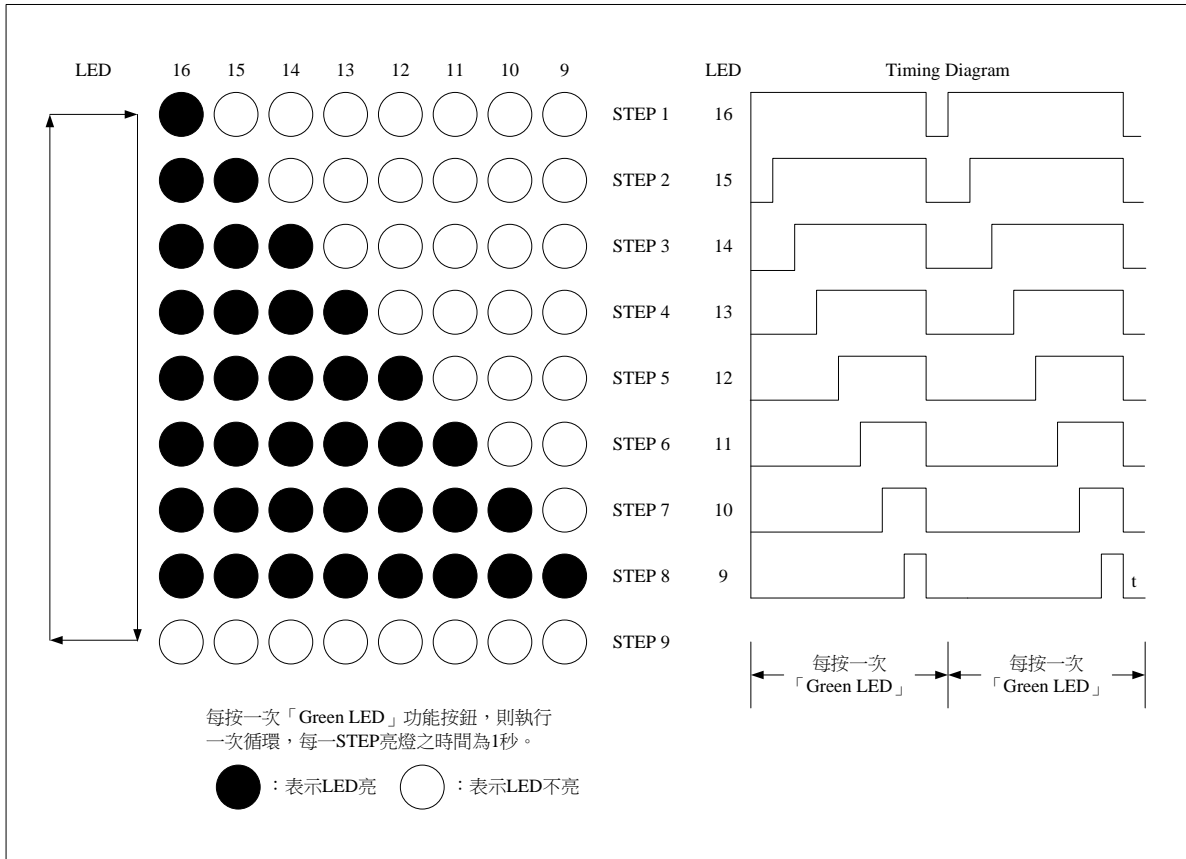 LED 16 15 14 13 12 11 10 9
STEP 1
STEP 2
STEP 3
STEP 4
STEP 5
STEP 6
STEP 7
STEP 8
STEP 9
每按一次「Green LED」功能按鈕,則執行
一次循環,每一STEP亮燈之時間為1秒。
:表示LED亮
:表示LED不亮
LED Timing Diagram
16
15
14
13
12
11
10
9
t
每按一次
「Green LED」
每按一次
「Green LED」